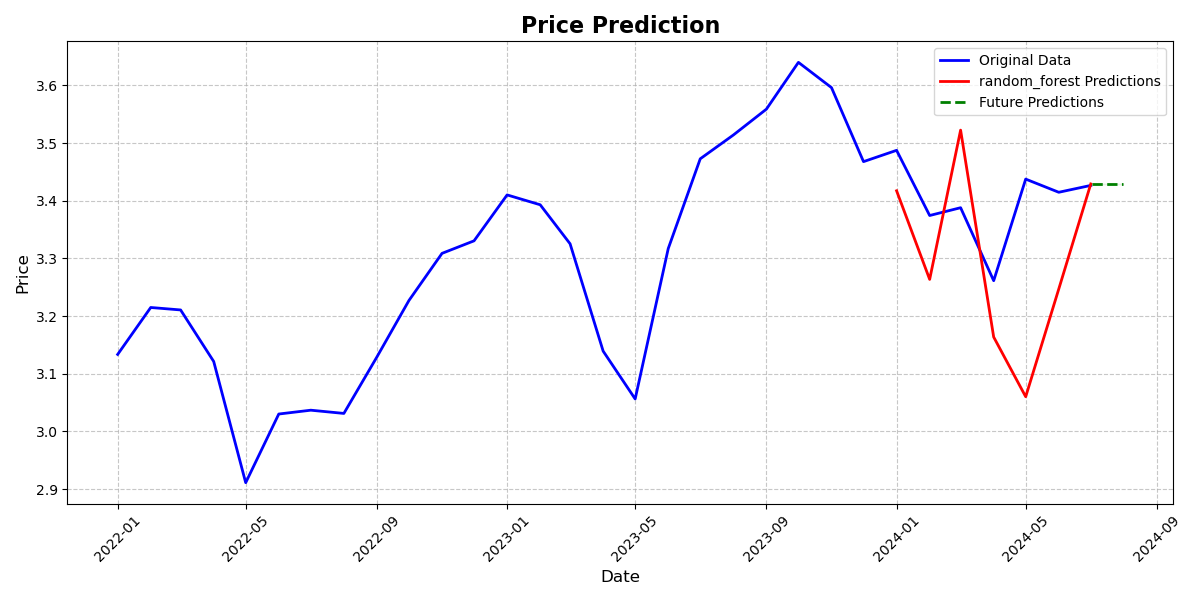 Price Prediction
Original Data
random_forest Predictions
Future Predictions
Price
3.6
3.5
3.4
3.3
3.2
3.1
3.0
2.9
2022-01
2022-05
2022-09
2023-01
2023-05
2023-09
2024-01
2024-05
2024-09
Date